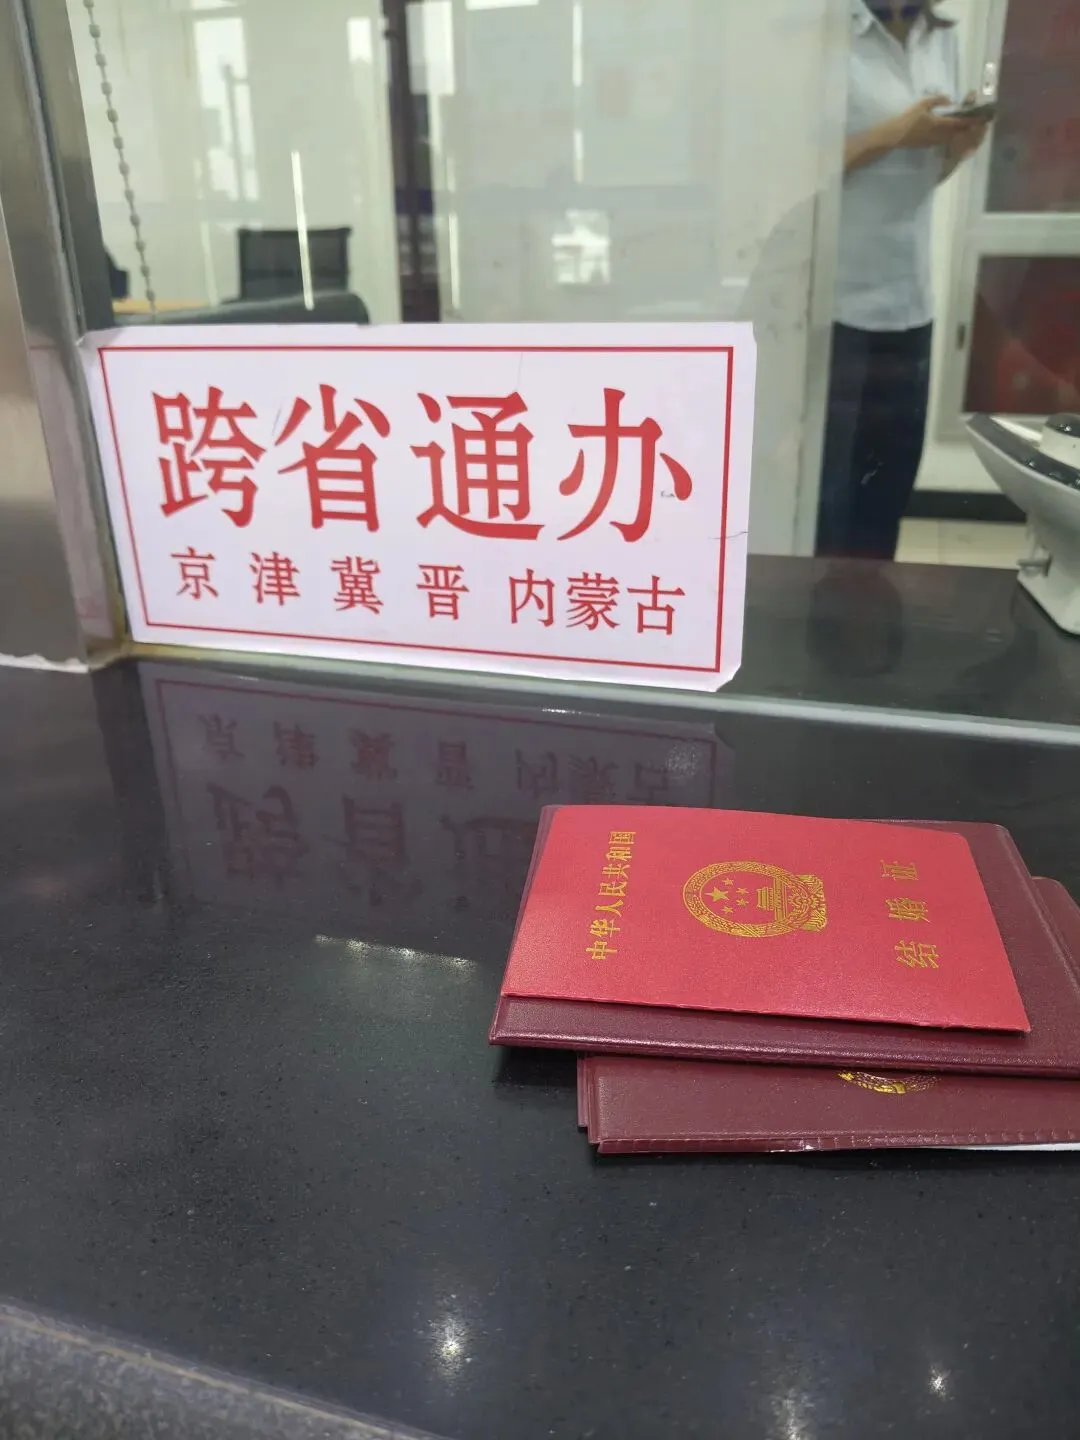 跨省通办
京 津 冀 晋 内蒙古
中华人民共和国
结婚证